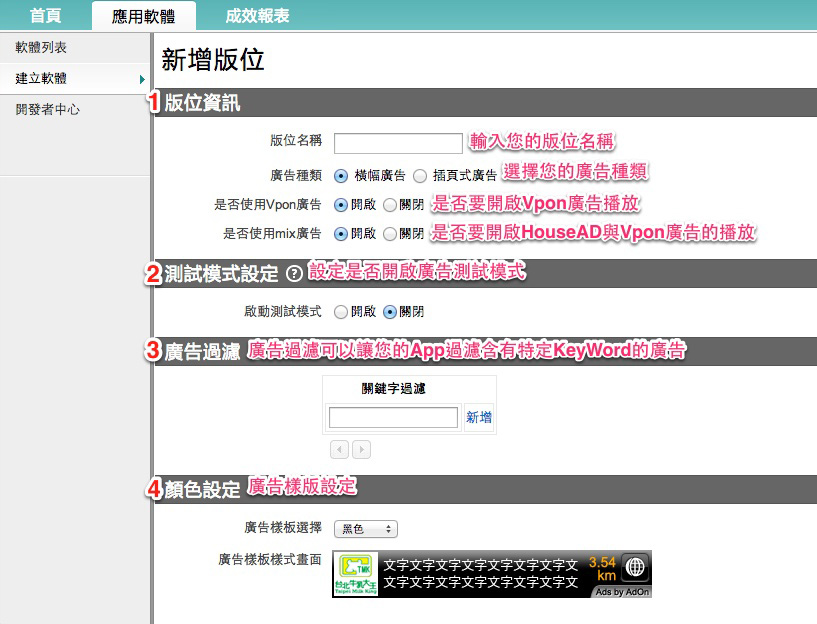 首頁 應用軟體 成效報表
軟體列表
建立軟體
開發者中心
新增版位
1 版位資訊
版位名稱 輸入您的版位名稱
廣告種類 橫幅廣告 插頁式廣告 選擇您的廣告種類
是否使用Vpon廣告 開啟 關閉 是否要開啟Vpon廣告播放
是否使用mix廣告 開啟 關閉 是否要開啟HouseAD與Vpon廣告的播放
2 測試模式設定 ? 設定是否開啟廣告測試模式
啟動測試模式 開啟 關閉
3 廣告過濾 廣告過濾可以讓您的App過濾含有特定KeyWord的廣告
關鍵字過濾
新增
4 顏色設定 廣告樣版設定
廣告樣板選擇 黑色
廣告樣板樣式畫面
TMK
台北牛乳大王
Taipei Milk King
文字文字文字文字文字文字文字
文字文字文字文字文字文字文字
3.54
km
Ads by AdOn